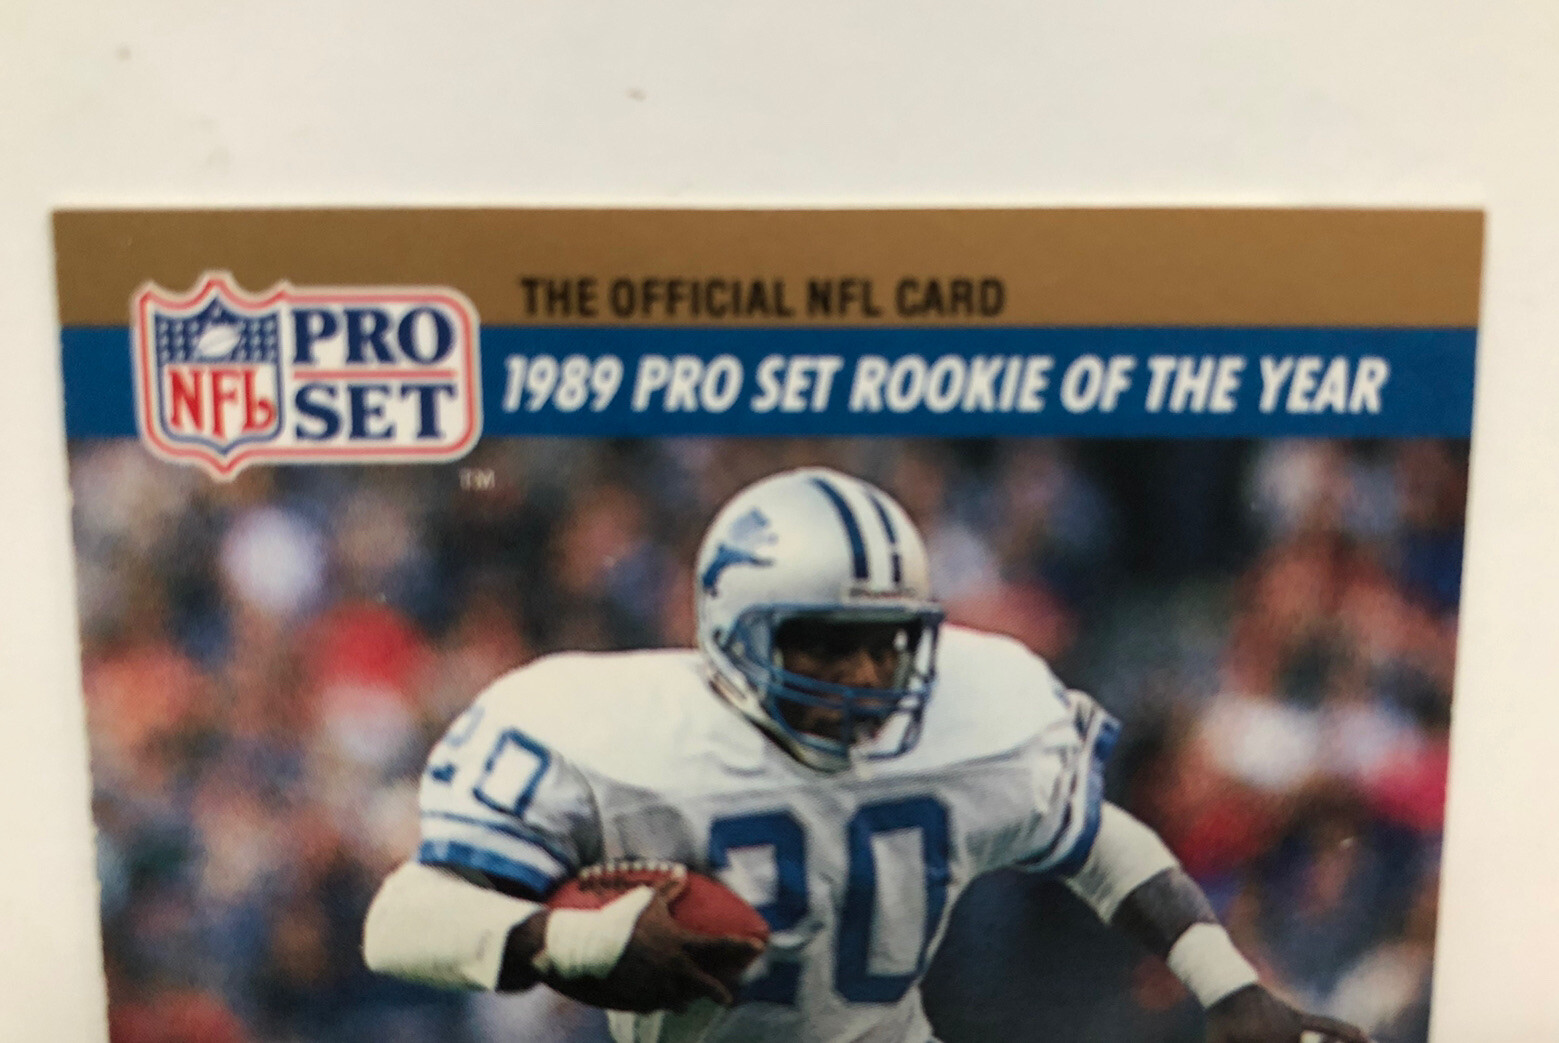 THE OFFICIAL NFL CARD
NFL
PRO
SET
TM
1989 PRO SET ROOKIE OF THE YEAR
20
20